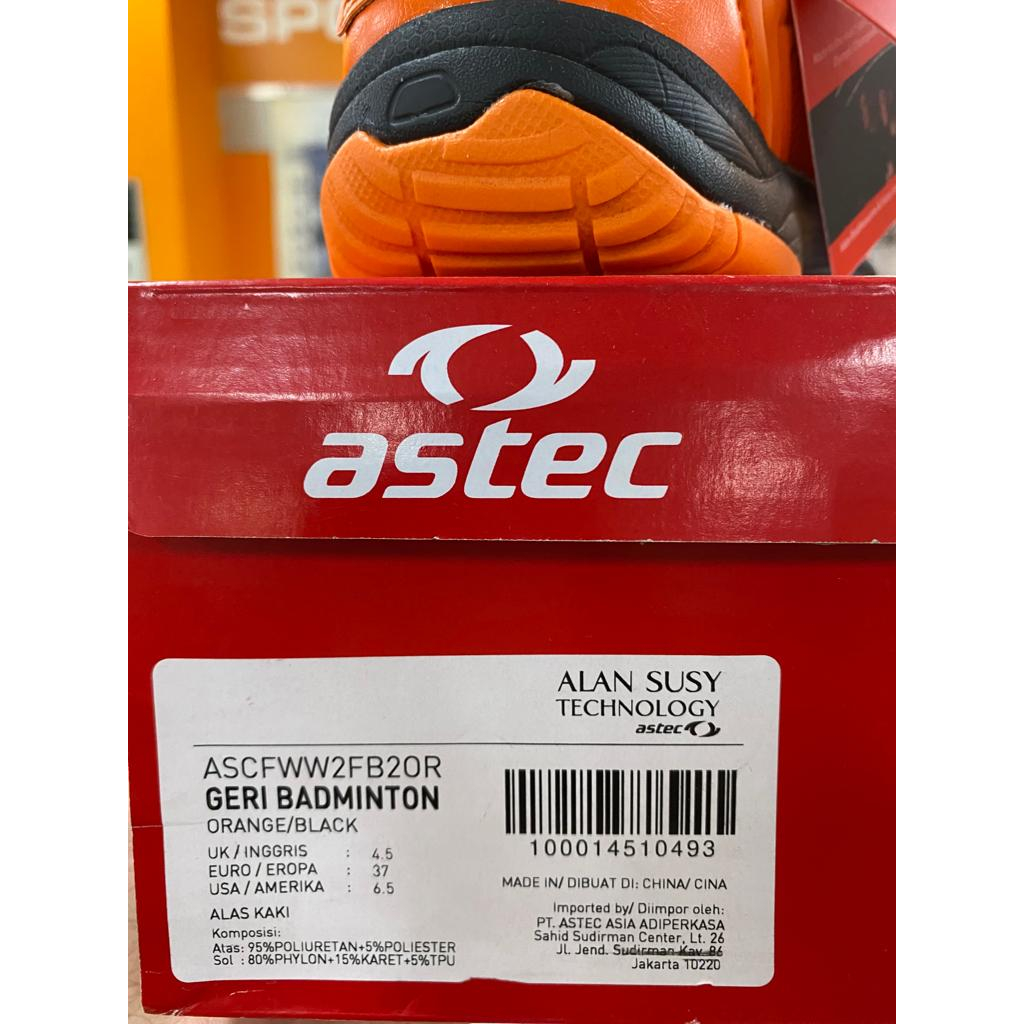 SPO
astec
ALAN SUSY
TECHNOLOGY
astec
ASCFWW2FB2OR
GERI BADMINTON
ORANGE/BLACK
UK / INGGRIS : 4.5
EURO / EROPA : 37
USA / AMERIKA : 6.5
ALAS KAKI
Komposisi:
Atas: 95%POLIURETAN+5%POLIESTER
Sol : 80%PHYLON+15%KARET+5%TPU
100014510493
MADE IN/ DIBUAT DI: CHINA/ CINA
Imported by/ Diimpor oleh:
PT. ASTEC ASIA ADIPERKASA
Sahid Sudirman Center, Lt. 26
Jl. Jend. Sudirman Kav. 86
Jakarta 10220